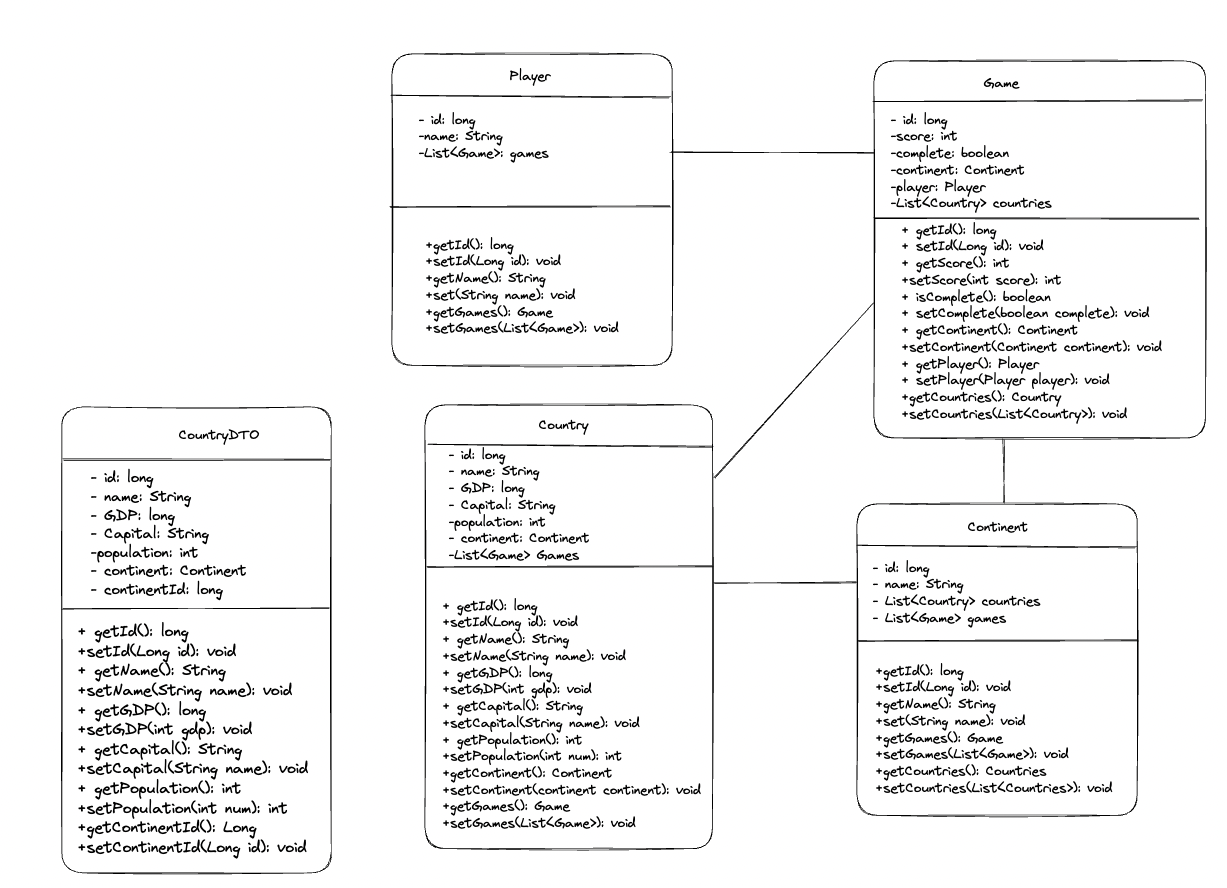 Player
- id: long
-name: String
-List<Game>: games
+getId(): long
+setId(Long id): void
+getName(): String
+set(String name): void
+getGames(): Game
+setGames(List<Game>): void
Game
- id: long
-score: int
-complete: boolean
-continent: Continent
-player: Player
-List<Country> countries
+ getId(): long
+ setId(Long id): void
+ getScore(): int
+setScore(int score): int
+ isComplete(): boolean
+ setComplete(boolean complete): void
+ getContinent(): Continent
+setContinent(Continent continent): void
+ getPlayer(): Player
+ setPlayer(Player player): void
+getCountries(): Country
+setCountries(List<Country>): void
CountryDTO
- id: long
- name: String
- GDP: long
- Capital: String
-population: int
- continent: Continent
- continentId: long
+ getId(): long
+setId(Long id): void
+ getName(): String
+setName(String name): void
+ getGDP(): long
+setGDP(int gdp): void
+ getCapital(): String
+setCapital(String name): void
+ getPopulation(): int
+setPopulation(int num): int
+getContinentId(): Long
+setContinentId(Long id): void
Country
- id: long
- name: String
- GDP: long
- Capital: String
-population: int
- continent: Continent
-List<Game> Games
+ getId(): long
+setId(Long id): void
+ getName(): String
+setName(String name): void
+ getGDP(): long
+setGDP(int gdp): void
+ getCapital(): String
+setCapital(String name): void
+ getPopulation(): int
+setPopulation(int num): int
+getContinent(): Continent
+setContinent(continent continent): void
+getGames(): Game
+setGames(List<Game>): void
Continent
- id: long
- name: String
- List<Country> countries
- List<Game> games
+getId(): long
+setId(Long id): void
+getName(): String
+set(String name): void
+getGames(): Game
+setGames(List<Game>): void
+getCountries(): Countries
+setCountries(List<Countries>): void